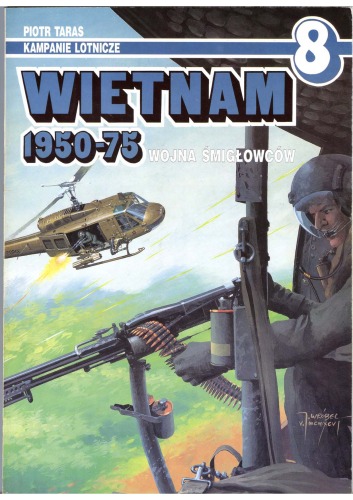 PIOTR TARAS
KAMPANIE LOTNICZE
8
WIETNAM
1950-75
WOJNA ŚMIGŁOWCÓW